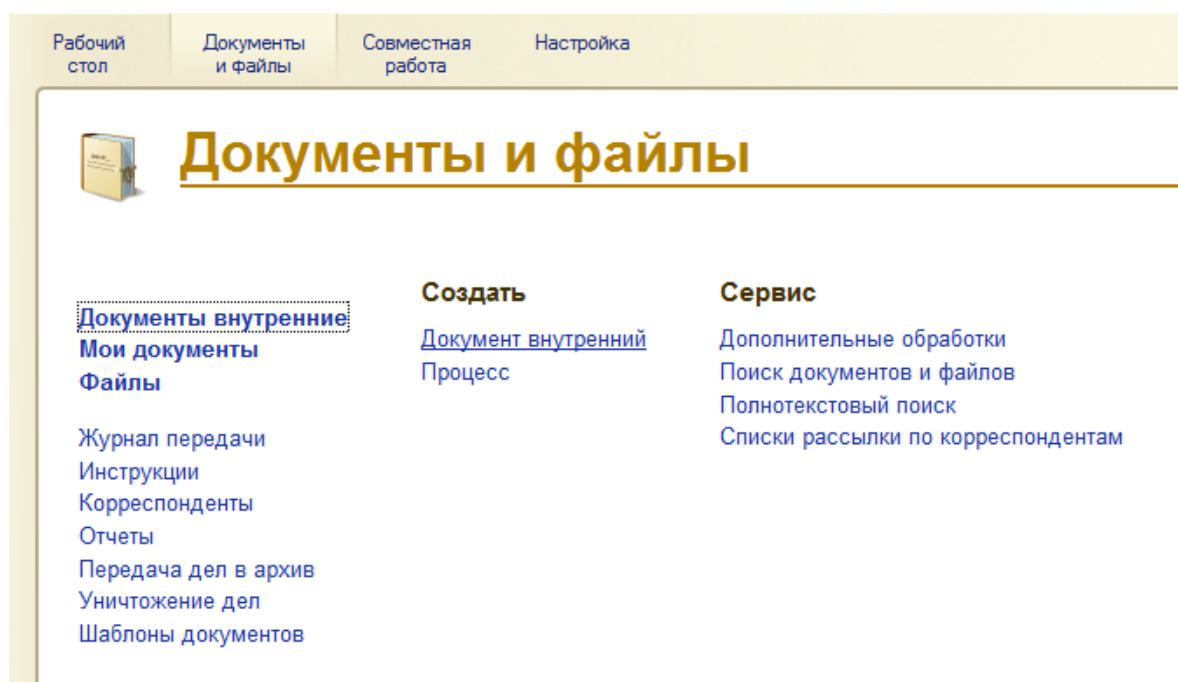 Рабочий стол
Документы и файлы
Совместная работа
Настройка
Документы и файлы
Документы внутренние
Мои документы
Файлы
Журнал передачи
Инструкции
Корреспонденты
Отчеты
Передача дел в архив
Уничтожение дел
Шаблоны документов
Создать
Документ внутренний
Процесс
Сервис
Дополнительные обработки
Поиск документов и файлов
Полнотекстовый поиск
Списки рассылки по корреспондентам